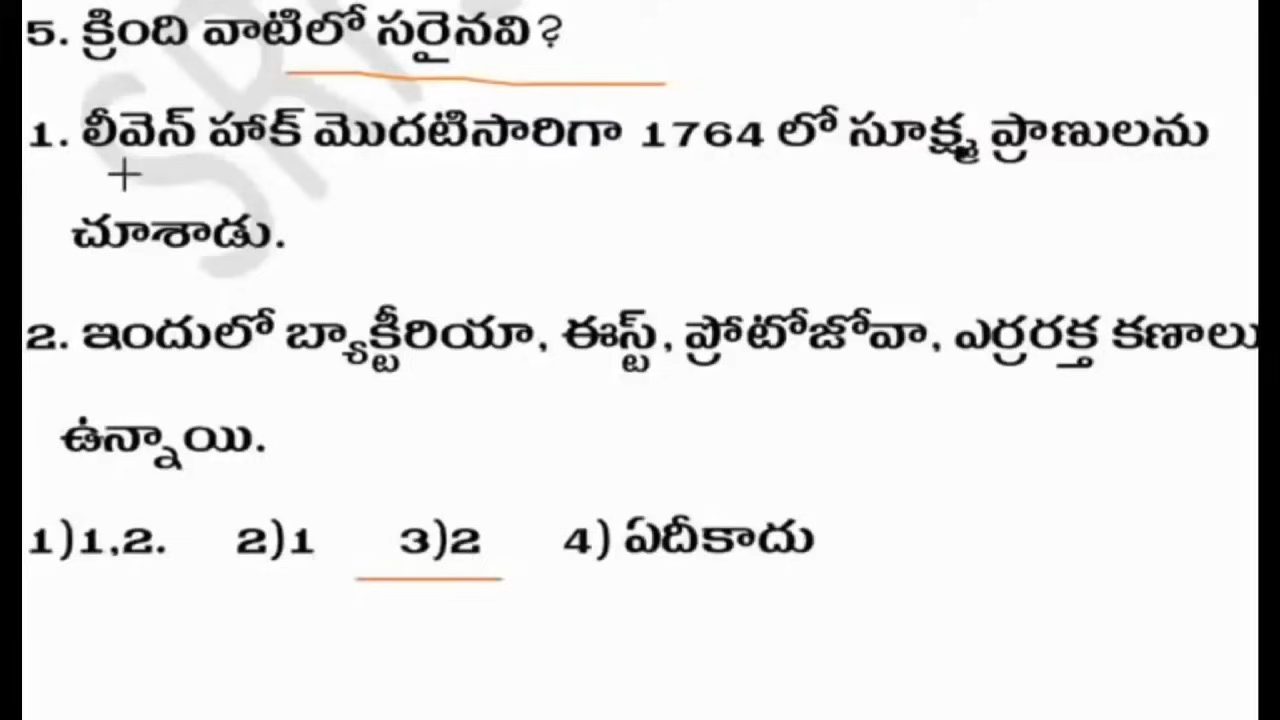 5. క్రింది వాటిలో సరైనవి?
1. లీవెన్ హాక్ మొదటిసారిగా 1764 లో సూక్ష్మ ప్రాణులను
చూశాడు.
2. ఇందులో బ్యాక్టీరియా, ఈస్ట్, ప్రోటోజోవా, ఎర్రరక్త కణాలు
ఉన్నాయి.
1)1,2. 2)1 3)2 4) ఏదీకాదు